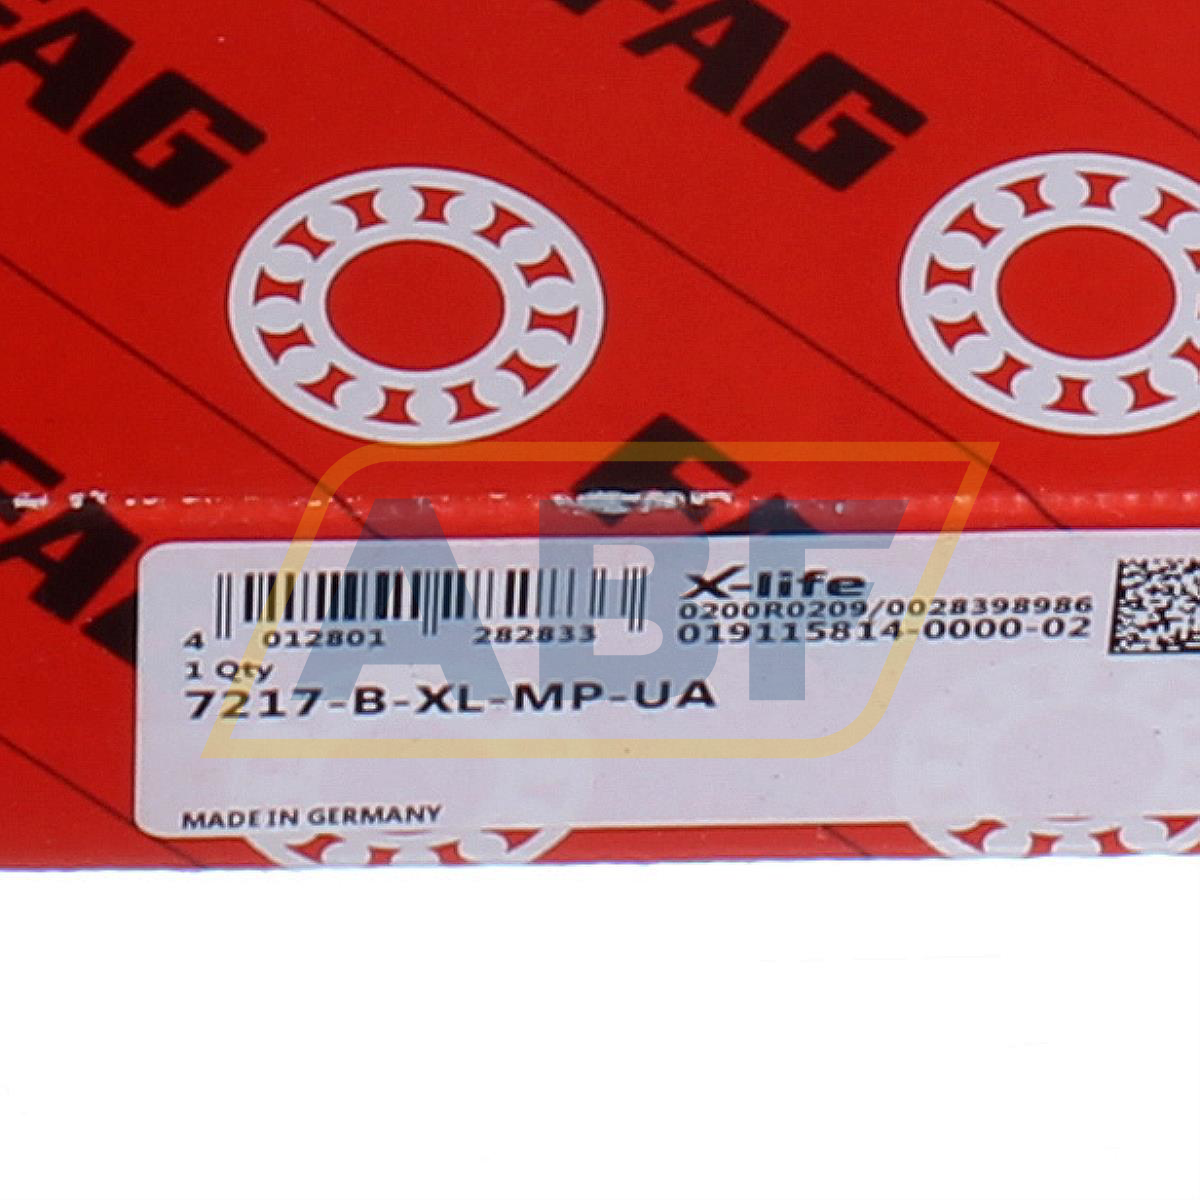 FAG
FAG
FAG
FA
ABF
X-life
0200R0209/0028398986
019115814-0000-02
4 012801 282833
1 Qty
7217-B-XL-MP-UA
MADE IN GERMANY